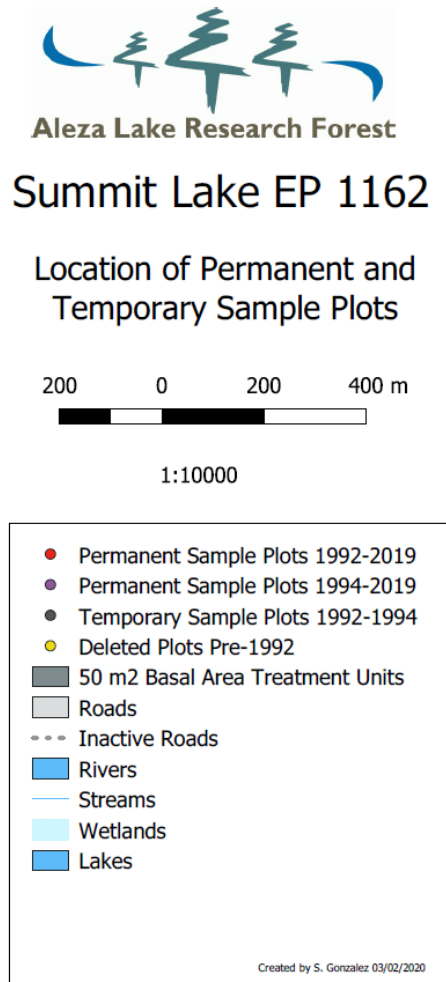 Aleza Lake Research Forest
Summit Lake EP 1162
Location of Permanent and
Temporary Sample Plots
200 0 200 400 m
1:10000
Permanent Sample Plots 1992-2019
Permanent Sample Plots 1994-2019
Temporary Sample Plots 1992-1994
Deleted Plots Pre-1992
50 m2 Basal Area Treatment Units
Roads
Inactive Roads
Rivers
Streams
Wetlands
Lakes
Created by S. Gonzalez 03/02/2020